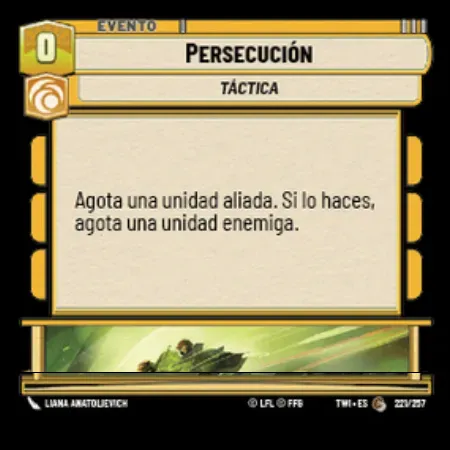 EVENTO
0
PERSECUCIÓN
TÁCTICA
Agota una unidad aliada. Si lo haces,
agota una unidad enemiga.
LIANA ANATOLIEVICH © LFL © FFG TWI • ES 221/257